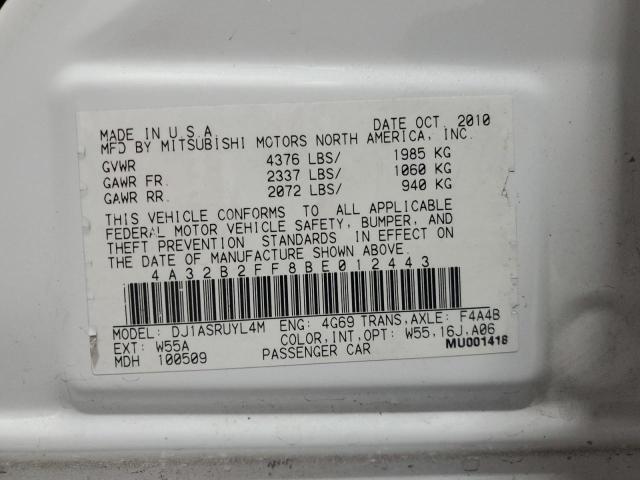 MADE IN U.S.A. DATE OCT. 2010
MFD BY MITSUBISHI MOTORS NORTH AMERICA, INC.
GVWR 4376 LBS/ 1985 KG
GAWR FR. 2337 LBS/ 1060 KG
GAWR RR. 2072 LBS/ 940 KG
THIS VEHICLE CONFORMS TO ALL APPLICABLE
FEDERAL MOTOR VEHICLE SAFETY, BUMPER, AND
THEFT PREVENTION STANDARDS IN EFFECT ON
THE DATE OF MANUFACTURE SHOWN ABOVE.
4A32B2FF8BE012443
MODEL: DJ1ASRUYL4M ENG: 4G69 TRANS,AXLE: F4A4B
EXT: W55A COLOR,INT,OPT: W55,16J,A06
MDH 100509 PASSENGER CAR MU001418